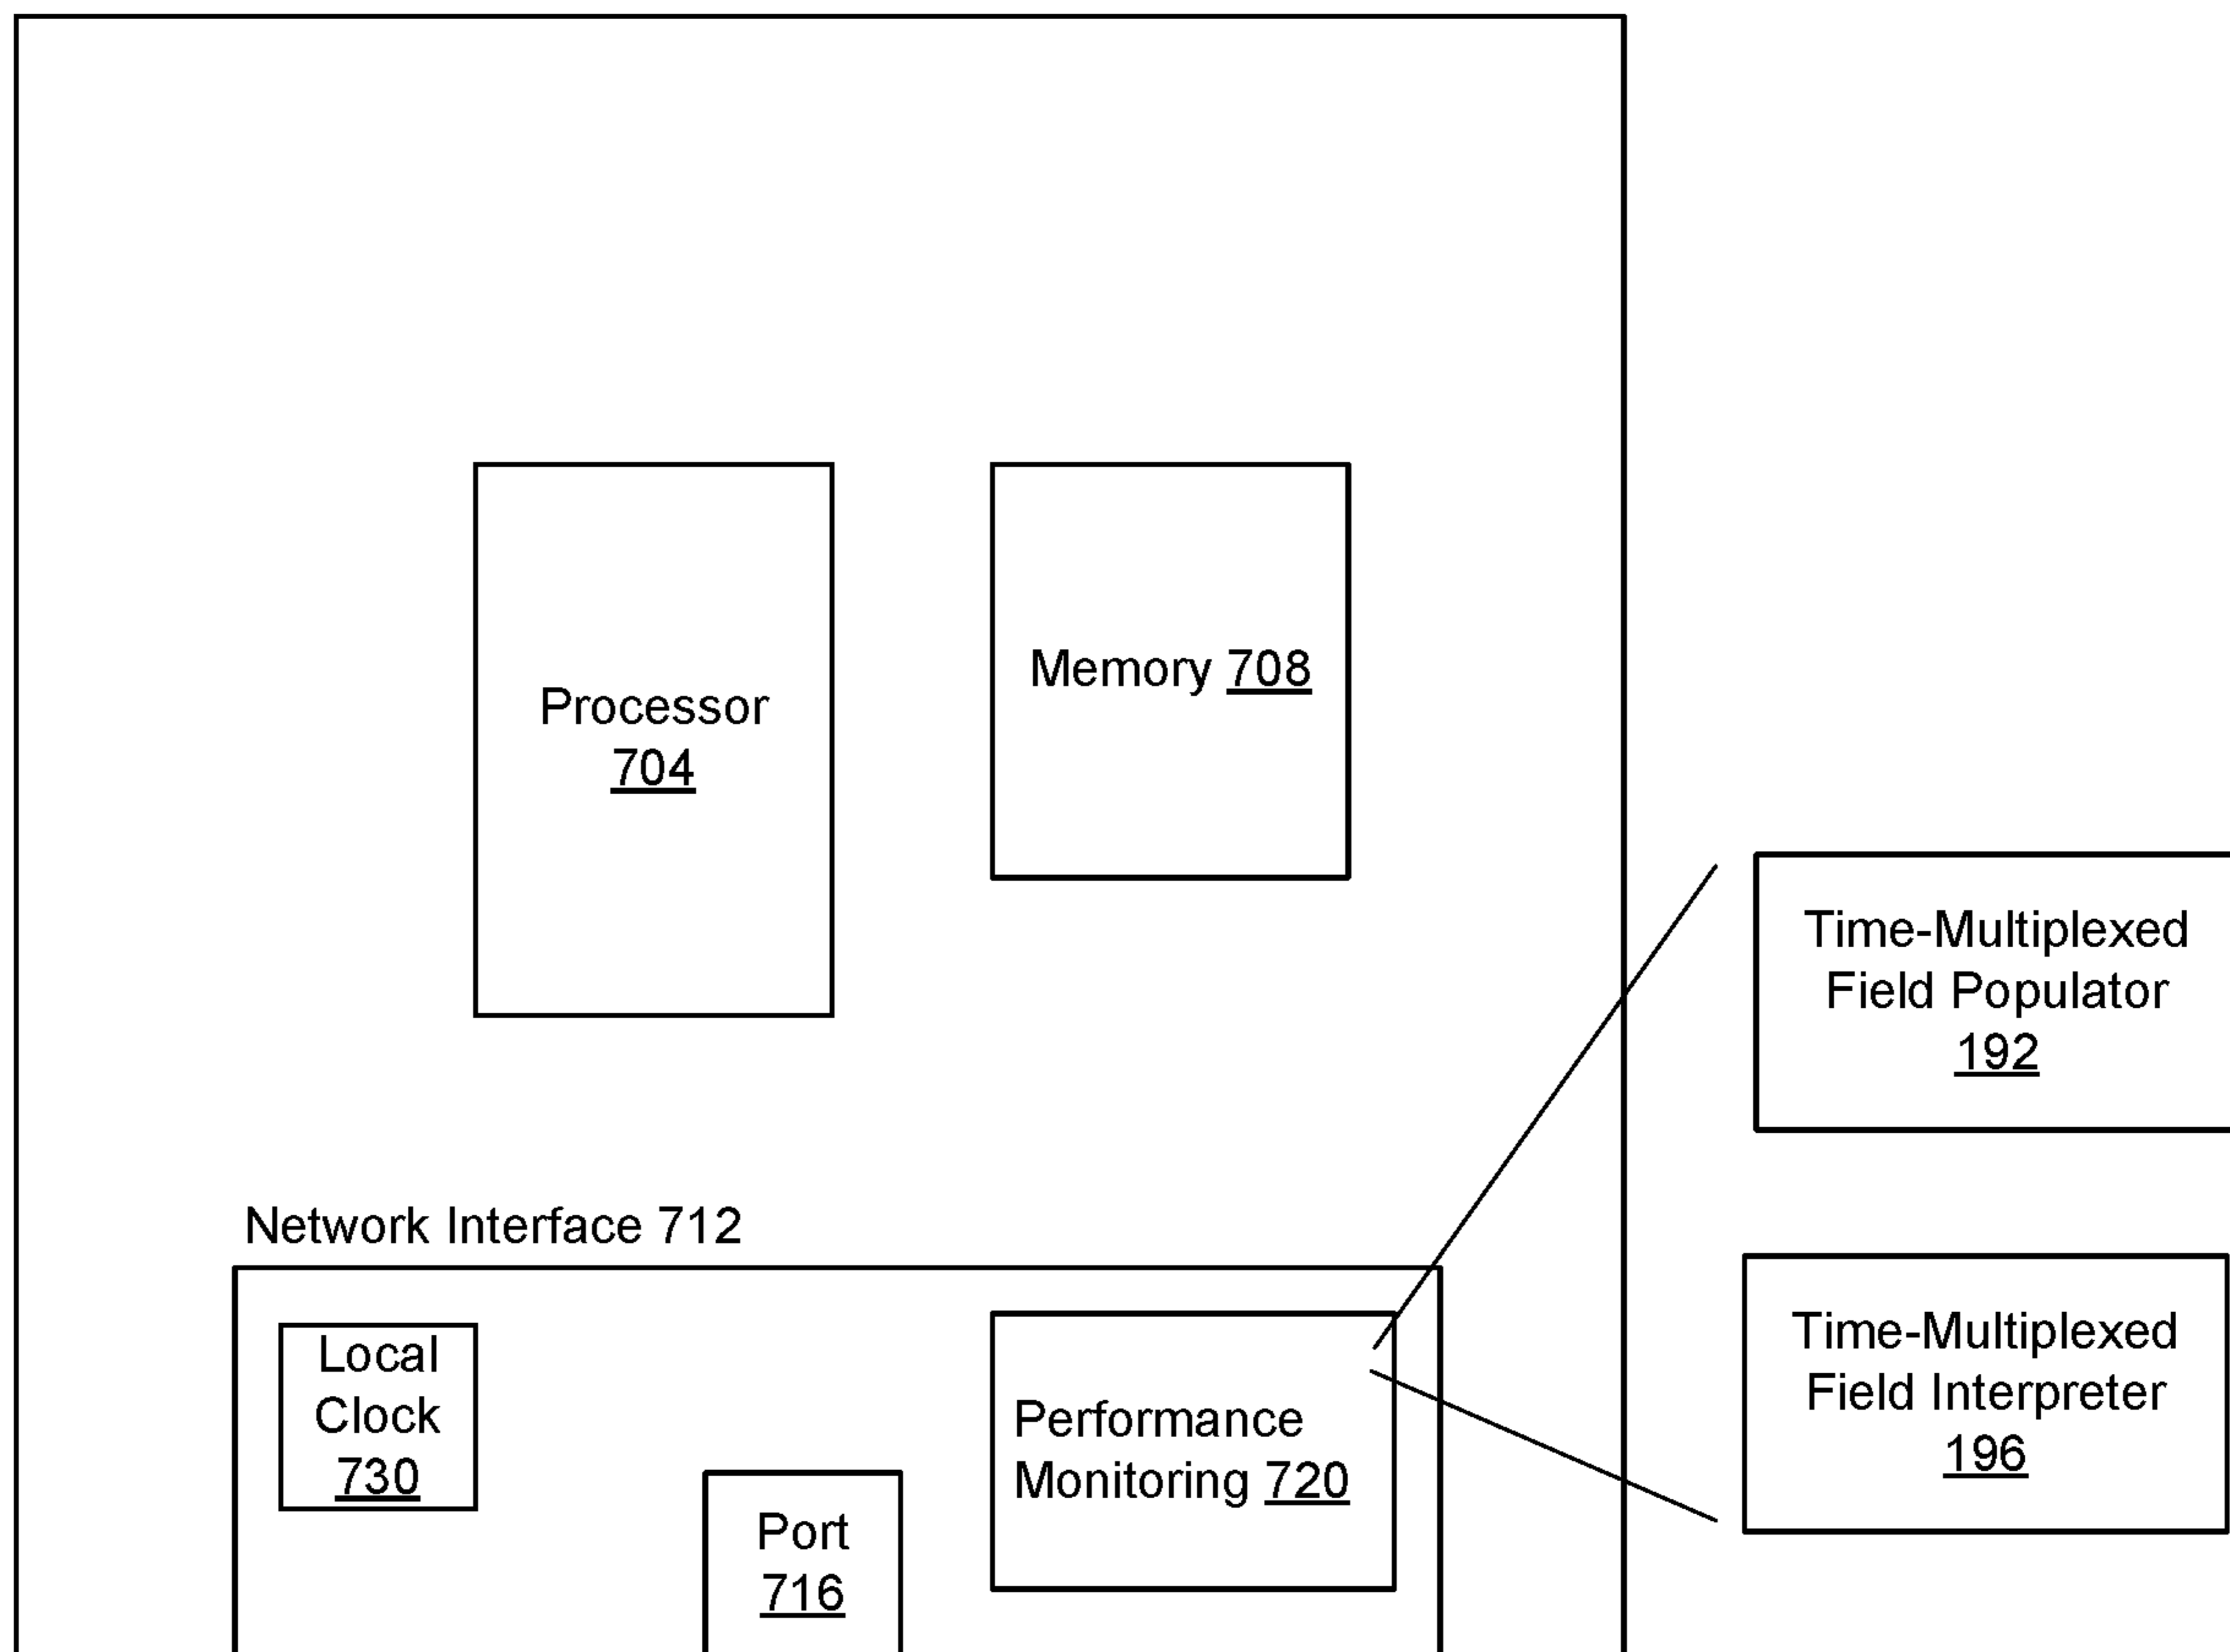 Processor
704
Memory 708
Time-Multiplexed
Field Populator
192
Network Interface 712
Local
Clock
730
Port
716
Performance
Monitoring 720
Time-Multiplexed
Field Interpreter
196